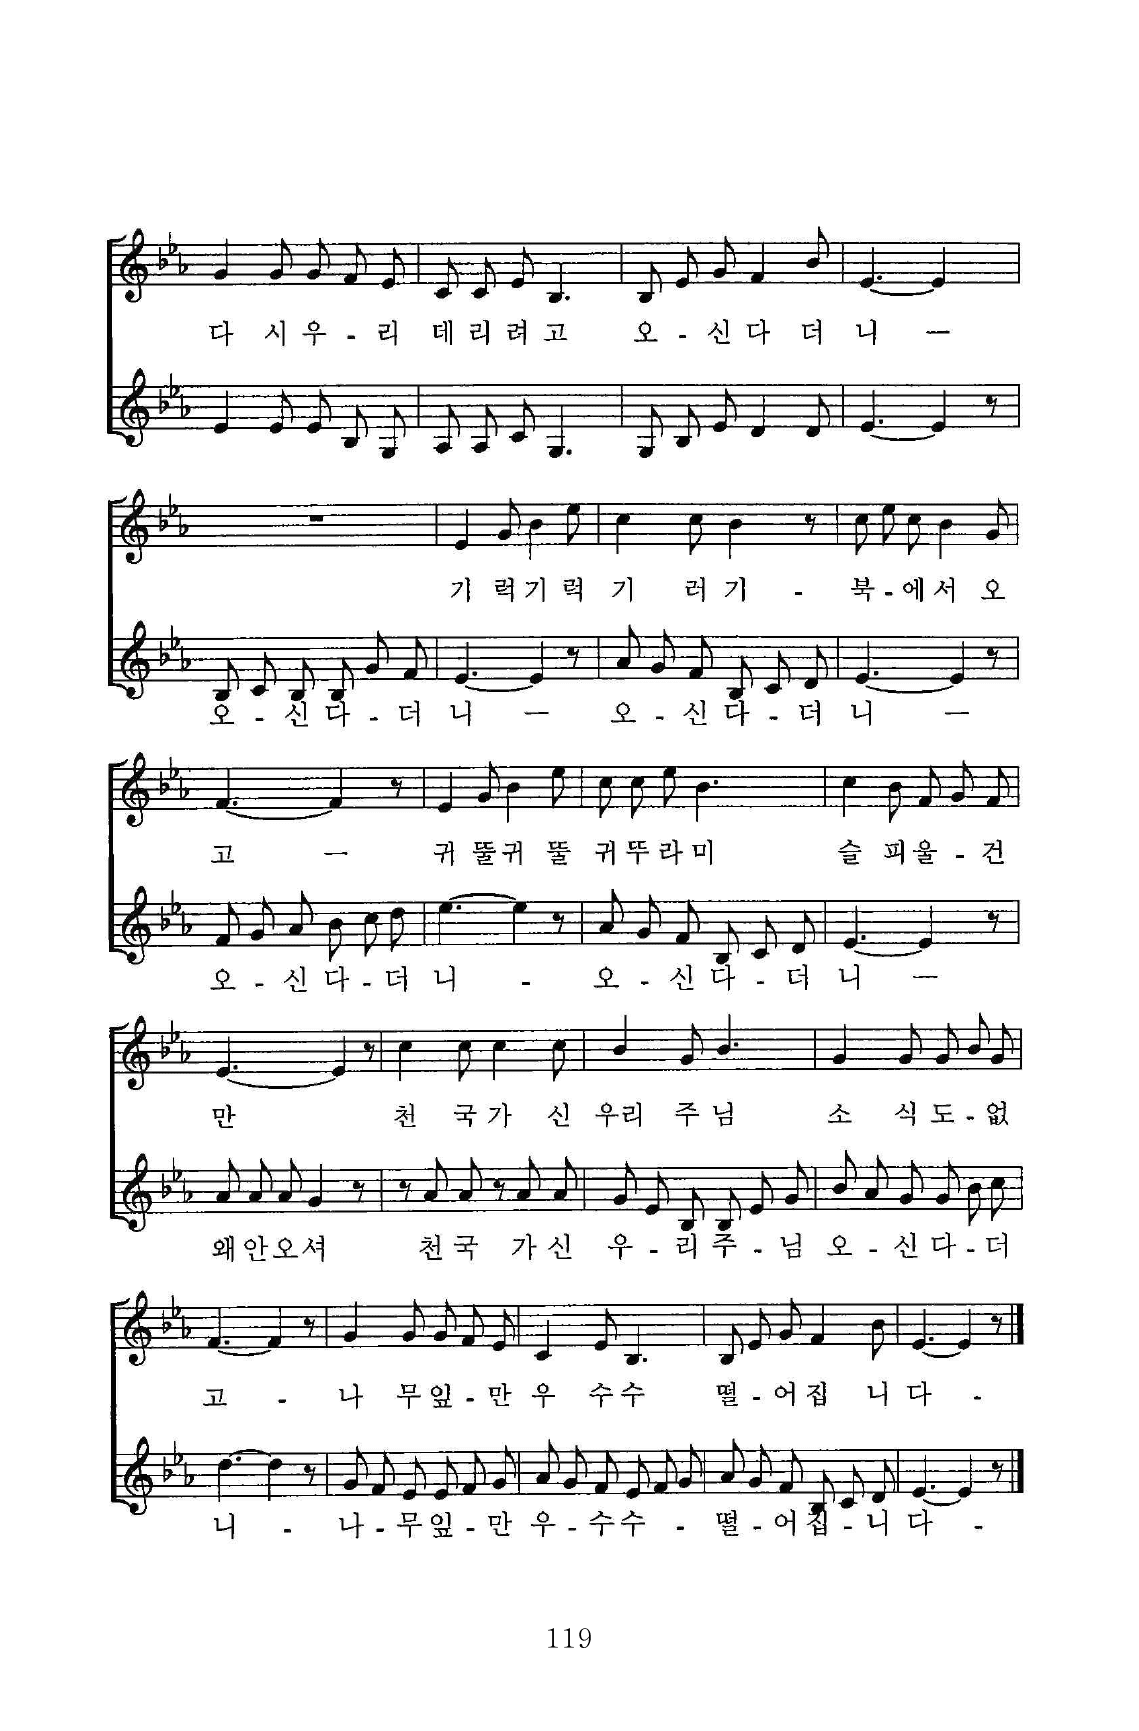 다 시 우 - 리 데 리 려 고 오 - 신 다 더 니 ㅡ
기 럭 기 럭 기 러 기 - 북 - 에 서 오
오 - 신 다 - 더 니 ㅡ 오 - 신 다 - 더 니 ㅡ
고 ㅡ 귀 뚤 귀 뚤 귀 뚜 라 미 슬 피 울 - 건
오 - 신 다 - 더 니 - 오 - 신 다 - 더 니 ㅡ
만 천 국 가 신 우 리 주 님 소 식 도 - 없
왜 안 오 셔 천 국 가 신 우 - 리 주 - 님 오 - 신 다 - 더
고 - 나 무 잎 - 만 우 수 수 떨 - 어 집 니 다 -
니 - 나 - 무 잎 - 만 우 - 수 수 - 떨 - 어 집 - 니 다 -
119